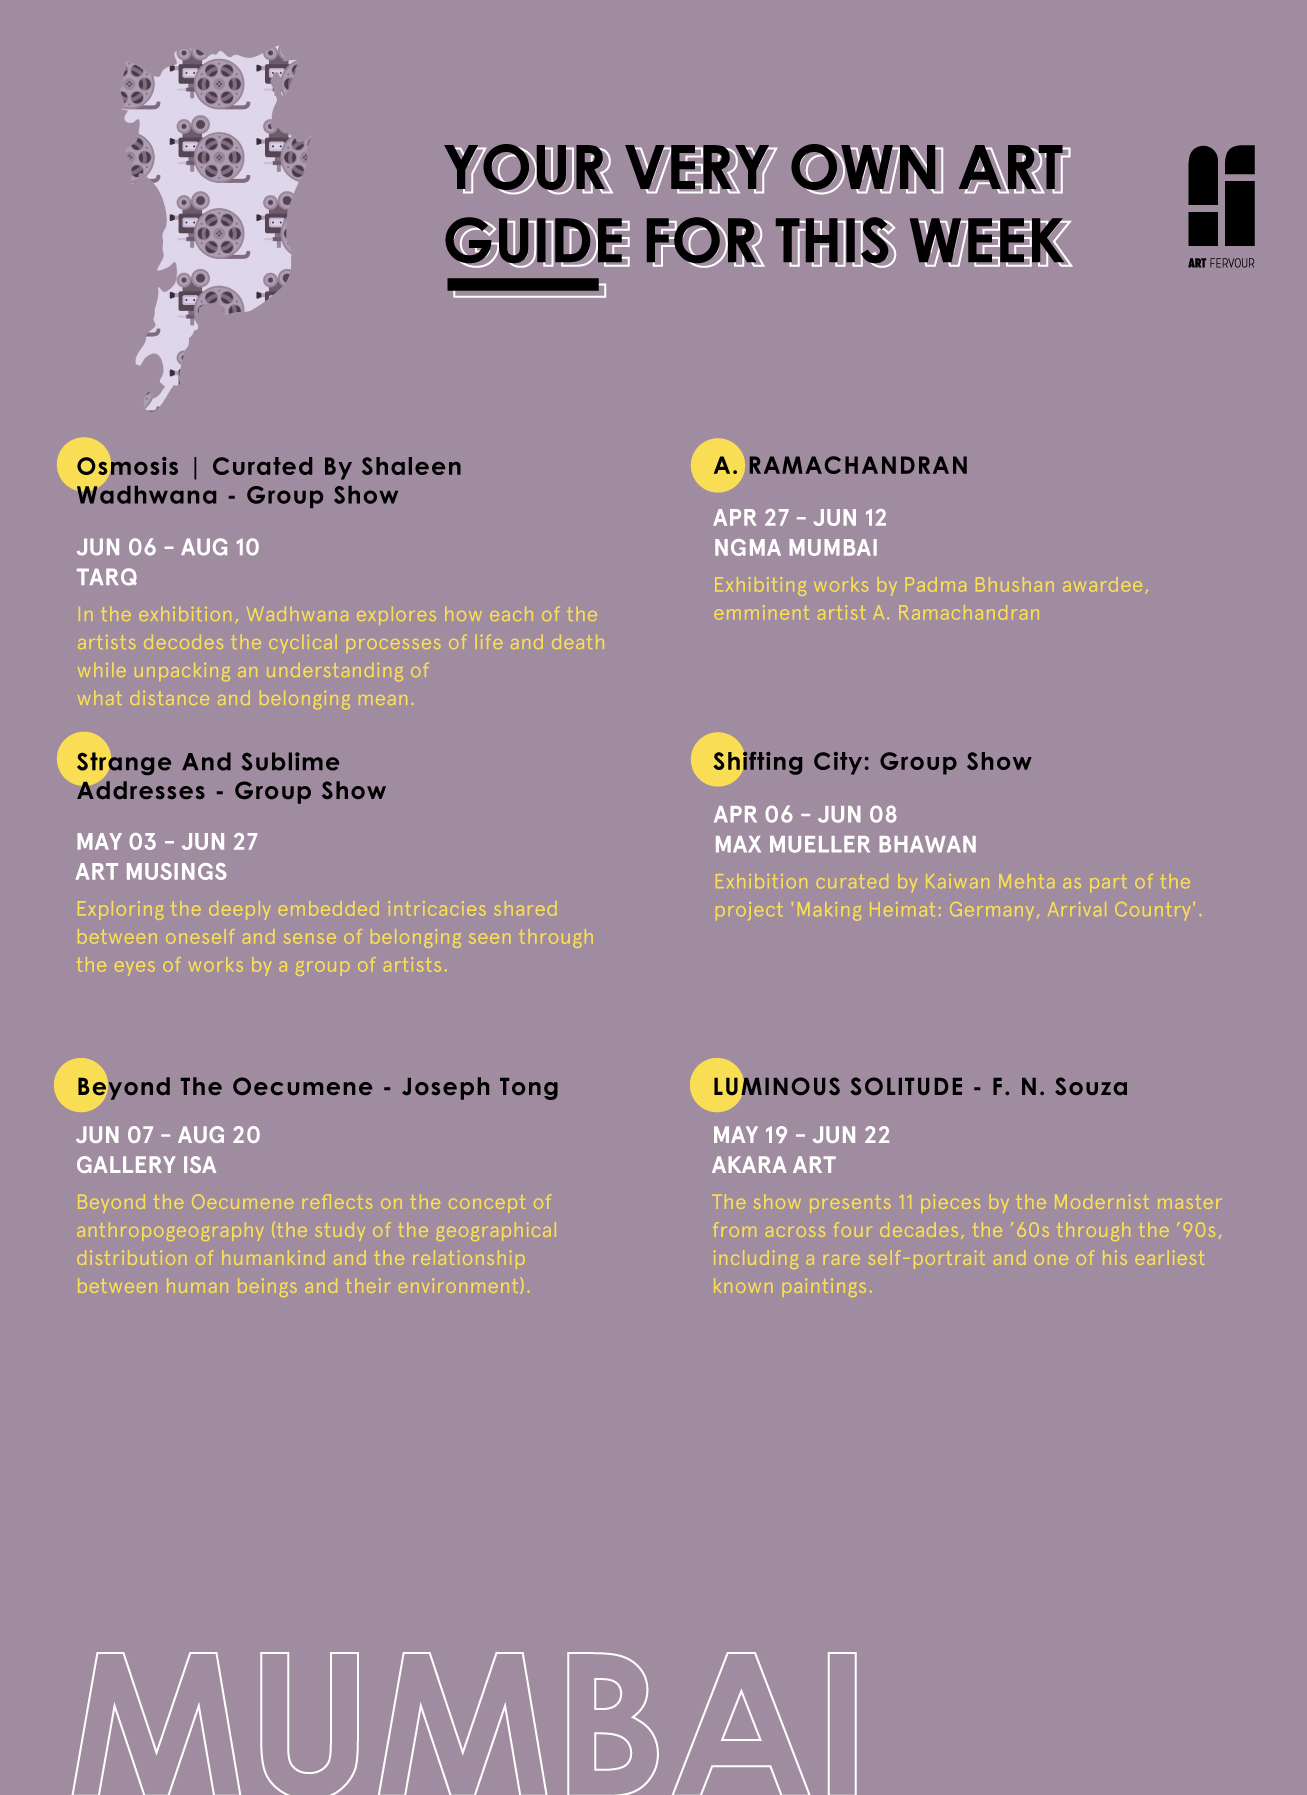 YOUR VERY OWN ART
GUIDE FOR THIS WEEK
ART FERVOUR
Osmosis | Curated By Shaleen
Wadhwana - Group Show
JUN 06 – AUG 10
TARQ
In the exhibition, Wadhwana explores how each of the
artists decodes the cyclical processes of life and death
while unpacking an understanding of
what distance and belonging mean.
A. RAMACHANDRAN
APR 27 – JUN 12
NGMA MUMBAI
Exhibiting works by Padma Bhushan awardee,
emminent artist A. Ramachandran
Strange And Sublime
Addresses - Group Show
MAY 03 – JUN 27
ART MUSINGS
Exploring the deeply embedded intricacies shared
between oneself and sense of belonging seen through
the eyes of works by a group of artists.
Shifting City: Group Show
APR 06 – JUN 08
MAX MUELLER BHAWAN
Exhibition curated by Kaiwan Mehta as part of the
project 'Making Heimat: Germany, Arrival Country'.
Beyond The Oecumene - Joseph Tong
JUN 07 – AUG 20
GALLERY ISA
Beyond the Oecumene reflects on the concept of
anthropogeography (the study of the geographical
distribution of humankind and the relationship
between human beings and their environment).
LUMINOUS SOLITUDE - F. N. Souza
MAY 19 – JUN 22
AKARA ART
The show presents 11 pieces by the Modernist master
from across four decades, the ’60s through the ’90s,
including a rare self-portrait and one of his earliest
known paintings.
MUMBAI